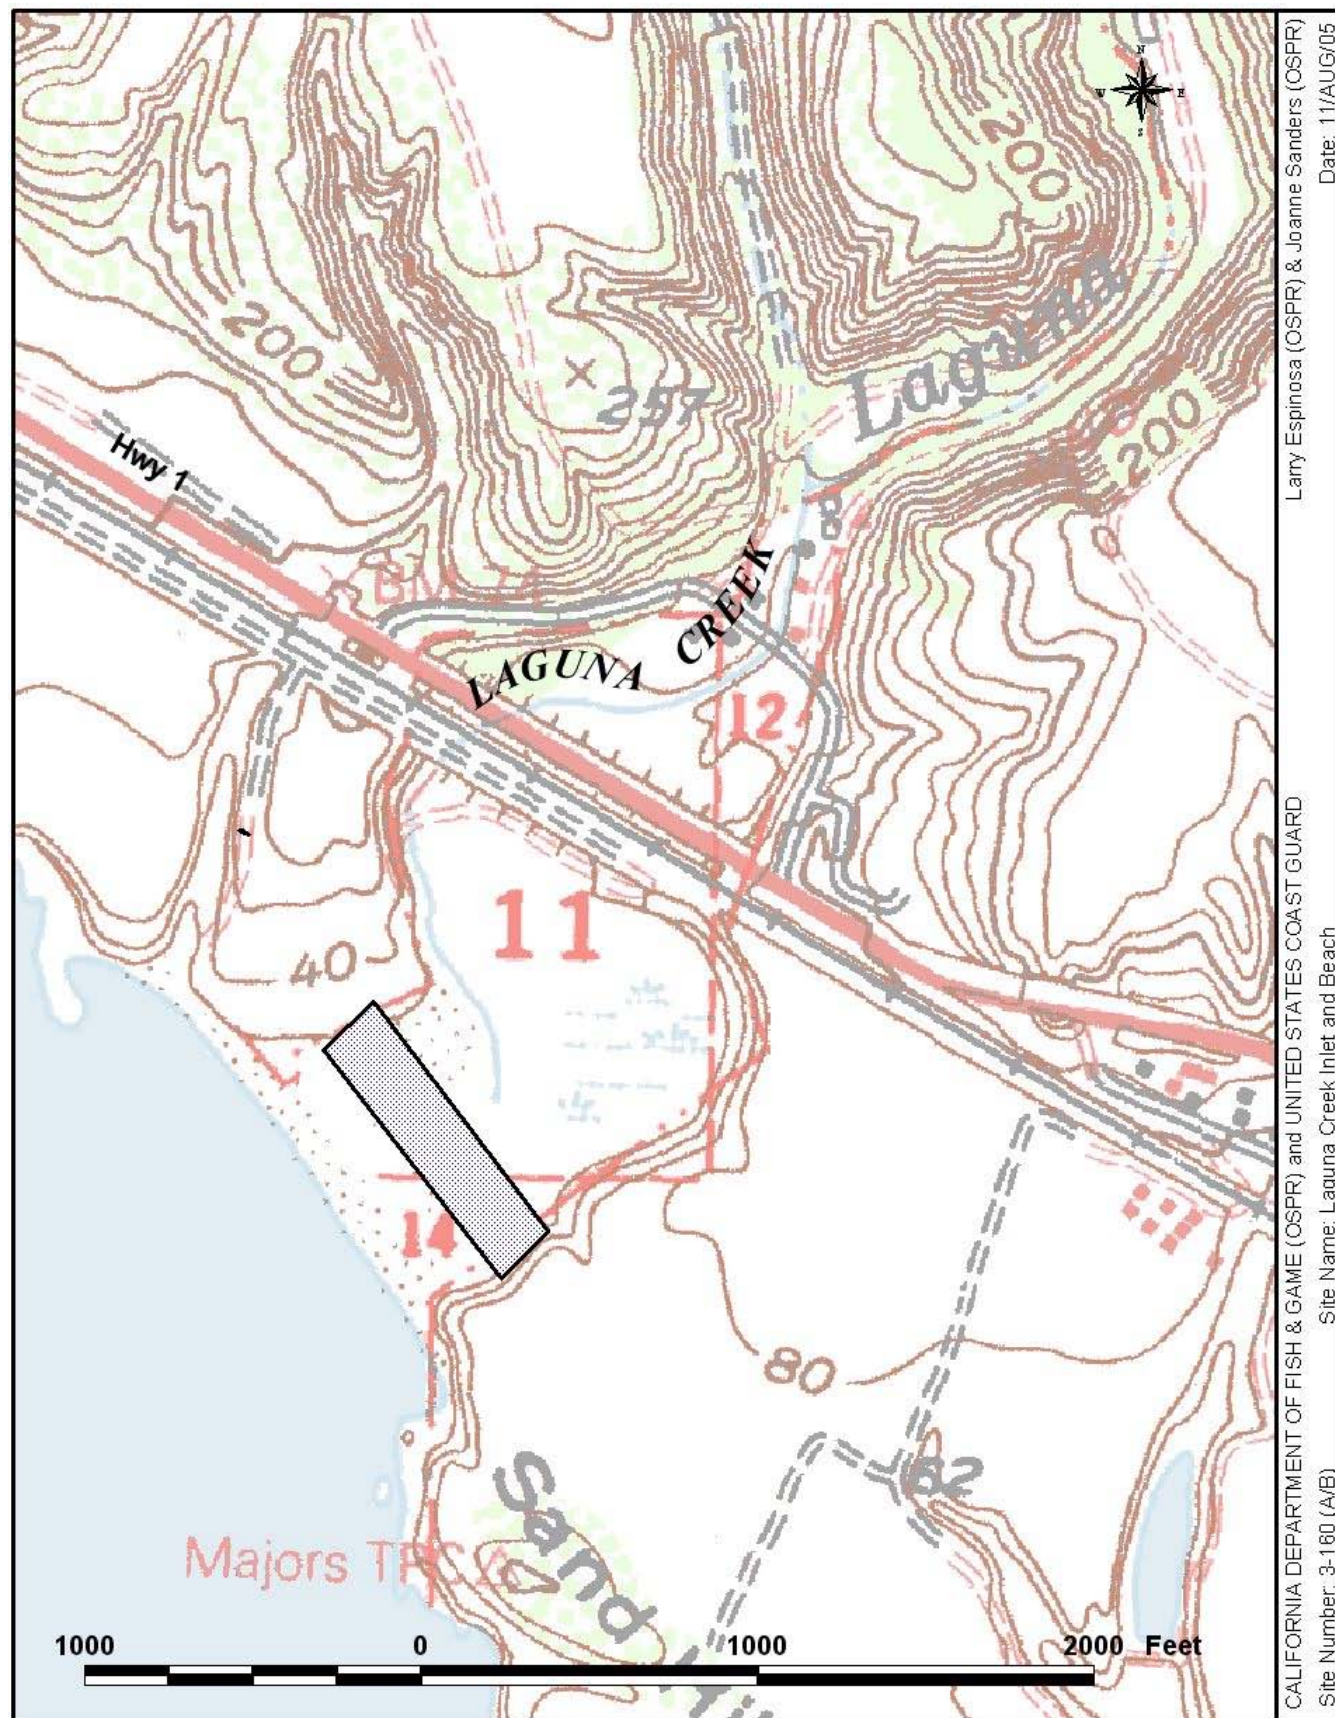 N
W E
S
200
200
Laguna
257
200
Hwy 1
LAGUNA CREEK
12
11
40
14
80
62
Sand
Majors
1000 0 1000 2000 Feet
CALIFORNIA DEPARTMENT OF FISH & GAME (OSPR) and UNITED STATES COAST GUARD Larry Espinosa (OSPR) & Joanne Sanders (OSPR)
Site Number: 3-160 (A/B) Site Name: Laguna Creek Inlet and Beach Date: 11/AUG/05